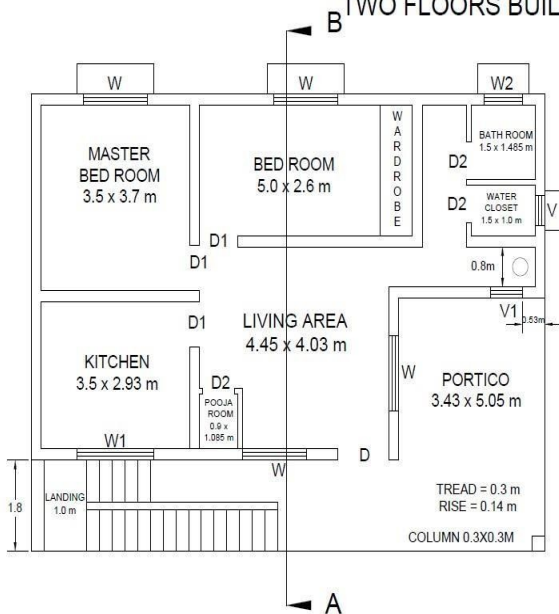 TWO FLOORS BUIL
B
W
W
W2
MASTER
BED ROOM
3.5 x 3.7 m
BED ROOM
5.0 x 2.6 m
WARDROBE
BATH ROOM
1.5 x 1.485 m
D2
WATER
CLOSET
1.5 x 1.0 m
D2
V
D1
D1
0.8m
D1
LIVING AREA
4.45 x 4.03 m
V1
0.53m
KITCHEN
3.5 x 2.93 m
D2
POOJA
ROOM
0.9 x
1.085 m
W
PORTICO
3.43 x 5.05 m
W1
W
D
1.8
LANDING
1.0 m
TREAD = 0.3 m
RISE = 0.14 m
COLUMN 0.3X0.3M
A